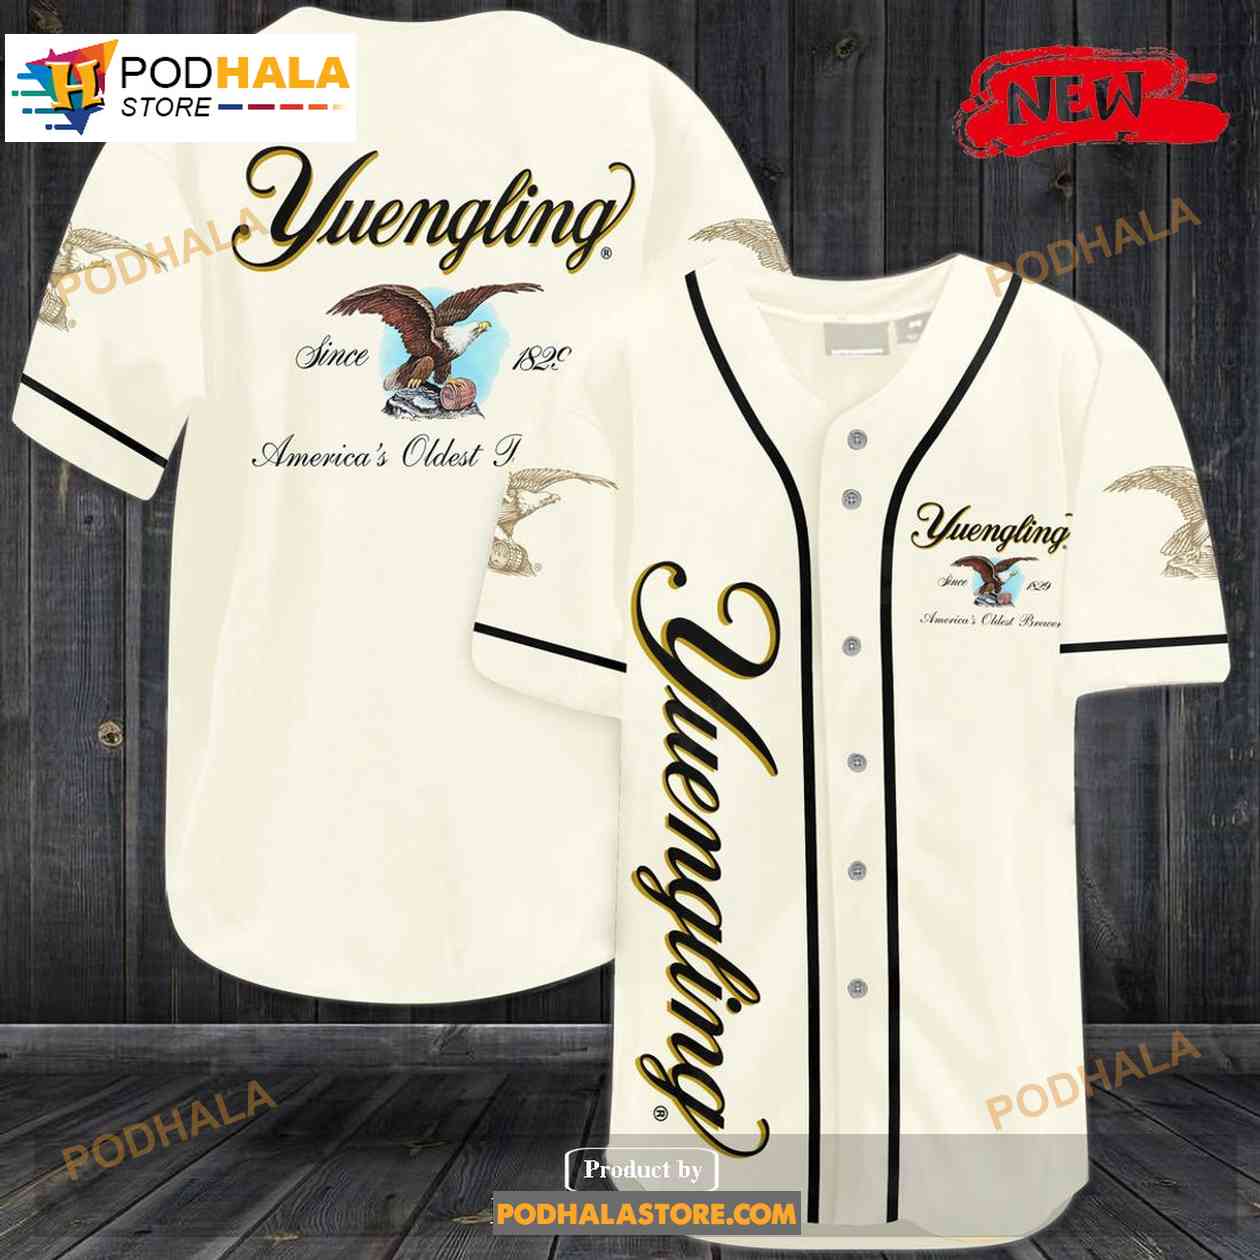 PODHALA
STORE
NEW
Yuengling®
Since 1829
America's Oldest
Yuengling
Since 1829
America's Oldest Brewer
Yuengling
®
PODHALA
PODHALA
PODHALA
PODHALA
Product by
PODHALASTORE.COM